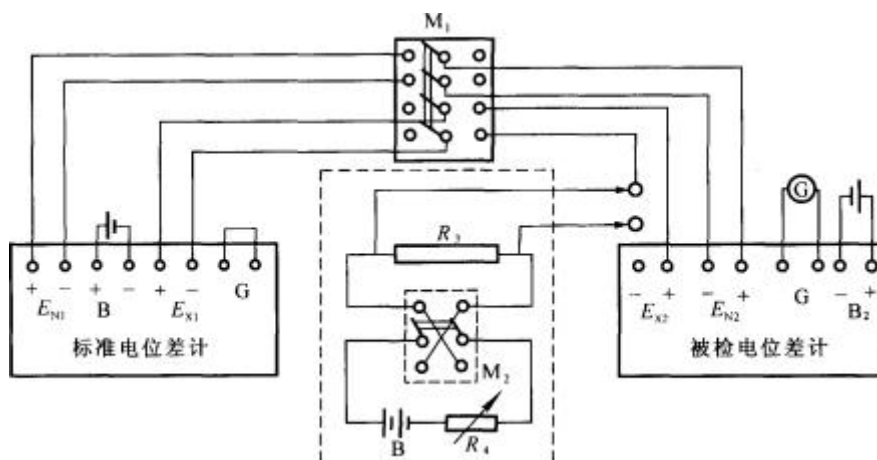 M₁
R₃
M₂
B
R₄
G
+ − + − + − G
E_N1 B E_X1
标准电位差计
− + − + − +
E_X2 E_N2 G B₂
被检电位差计